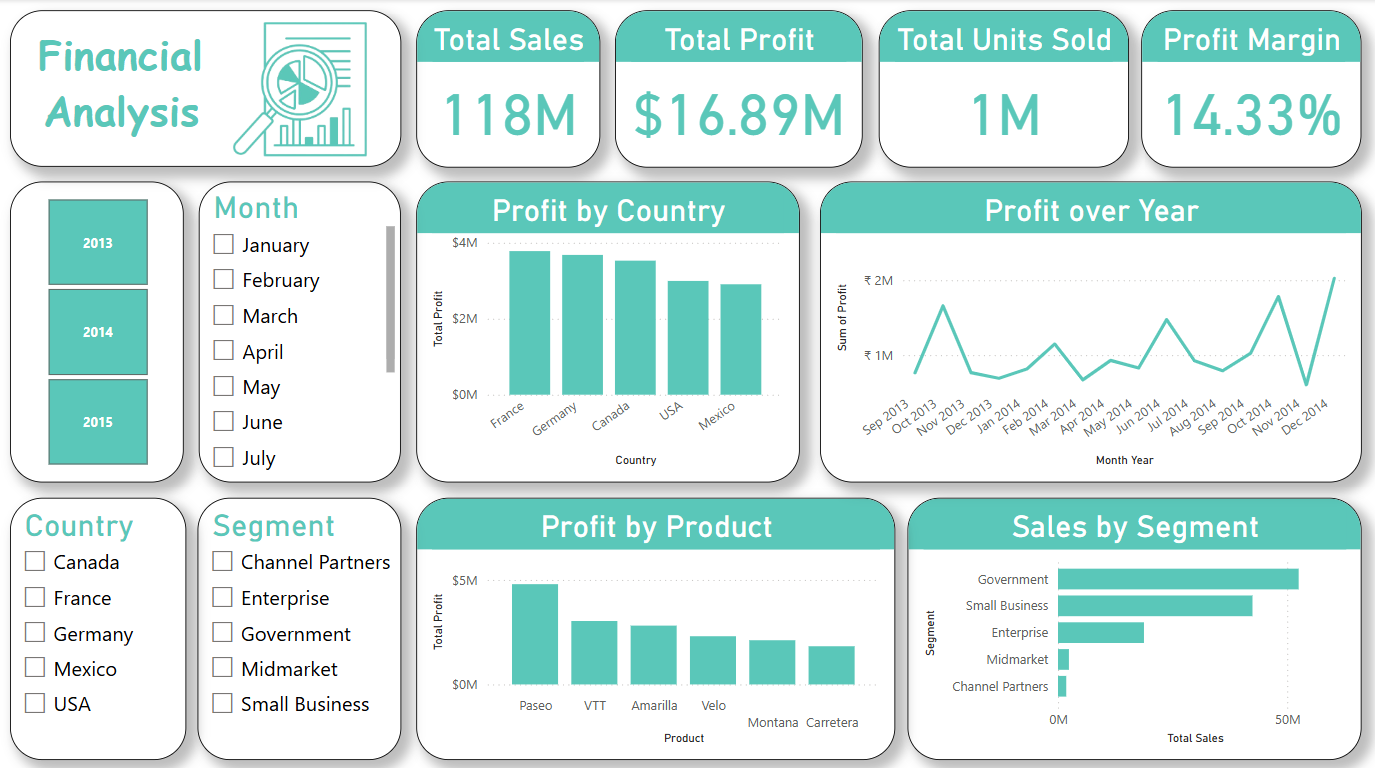 Financial
Analysis
Total Sales
118M
Total Profit
$16.89M
Total Units Sold
1M
Profit Margin
14.33%
2013
2014
2015
Month
January
February
March
April
May
June
July
Profit by Country
Total Profit
$4M
$2M
$0M
France
Germany
Canada
USA
Mexico
Country
Profit over Year
Sum of Profit
₹ 2M
₹ 1M
Sep 2013
Oct 2013
Nov 2013
Dec 2013
Jan 2014
Feb 2014
Mar 2014
Apr 2014
May 2014
Jun 2014
Jul 2014
Aug 2014
Sep 2014
Oct 2014
Nov 2014
Dec 2014
Month Year
Country
Canada
France
Germany
Mexico
USA
Segment
Channel Partners
Enterprise
Government
Midmarket
Small Business
Profit by Product
Total Profit
$5M
$0M
Paseo
VTT
Amarilla
Velo
Montana
Carretera
Product
Sales by Segment
Segment
Government
Small Business
Enterprise
Midmarket
Channel Partners
0M
50M
Total Sales